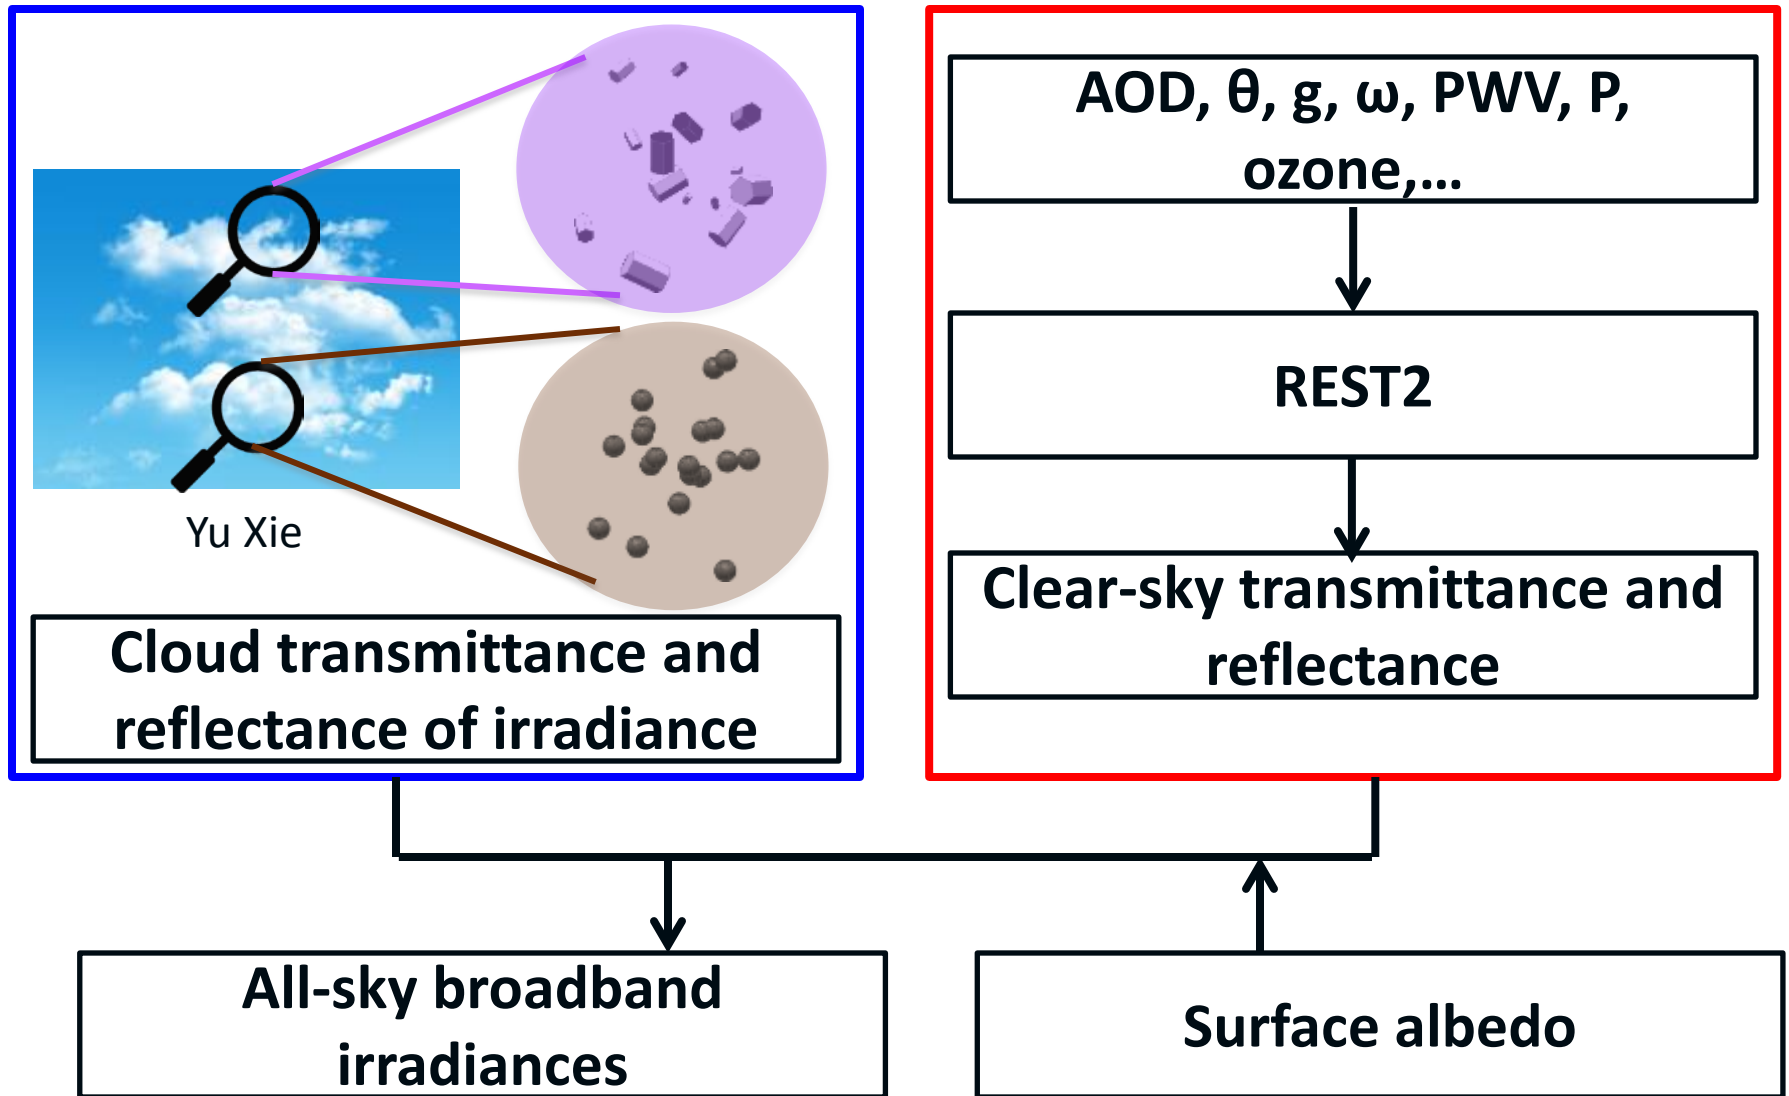 Yu Xie
Cloud transmittance and
reflectance of irradiance
AOD, θ, g, ω, PWV, P,
ozone,...
REST2
Clear-sky transmittance and
reflectance
All-sky broadband
irradiances
Surface albedo